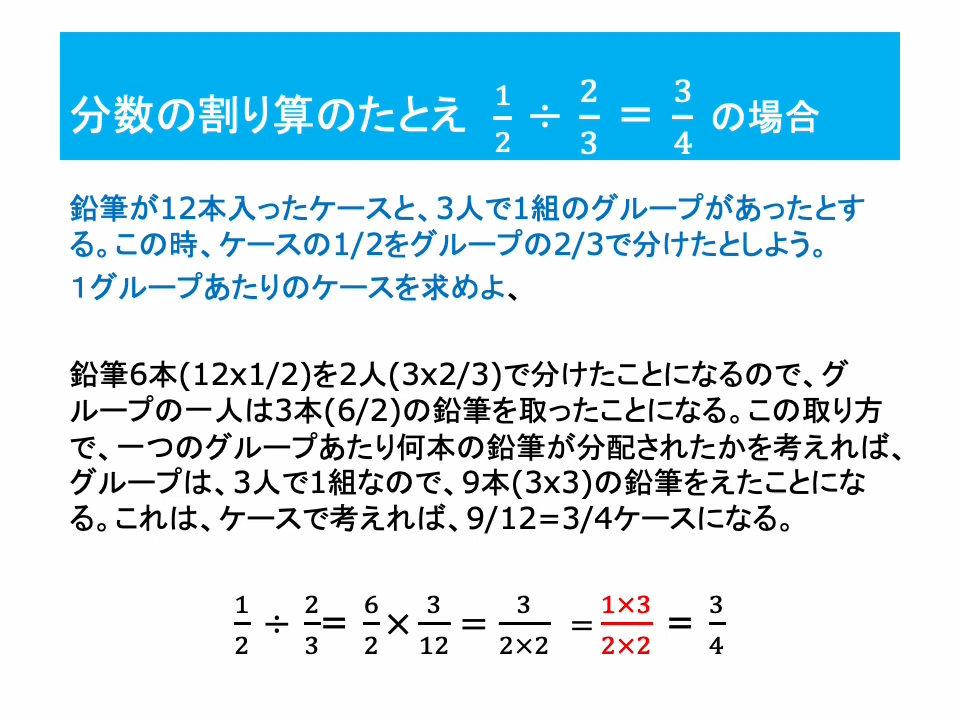 分数の割り算のたとえ 1/2 ÷ 2/3 = 3/4 の場合
鉛筆が12本入ったケースと、3人で1組のグループがあったとす
る。この時、ケースの1/2をグループの2/3で分けたとしよう。
１グループあたりのケースを求めよ、
鉛筆6本(12x1/2)を2人(3x2/3)で分けたことになるので、グ
ループの一人は3本(6/2)の鉛筆を取ったことになる。この取り方
で、一つのグループあたり何本の鉛筆が分配されたかを考えれば、
グループは、3人で1組なので、9本(3x3)の鉛筆をえたことにな
る。これは、ケースで考えれば、9/12=3/4ケースになる。
1/2 ÷ 2/3 = 6/2 × 3/12 = 3/(2×2) = (1×3)/(2×2) = 3/4